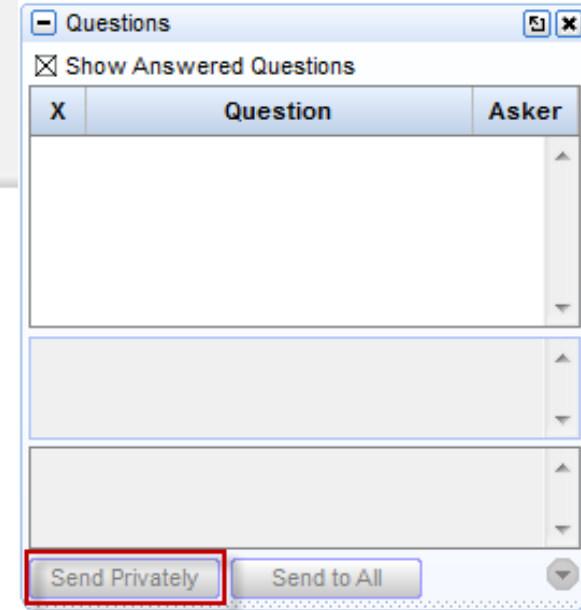 Questions
Show Answered Questions
X Question Asker
Send Privately Send to All